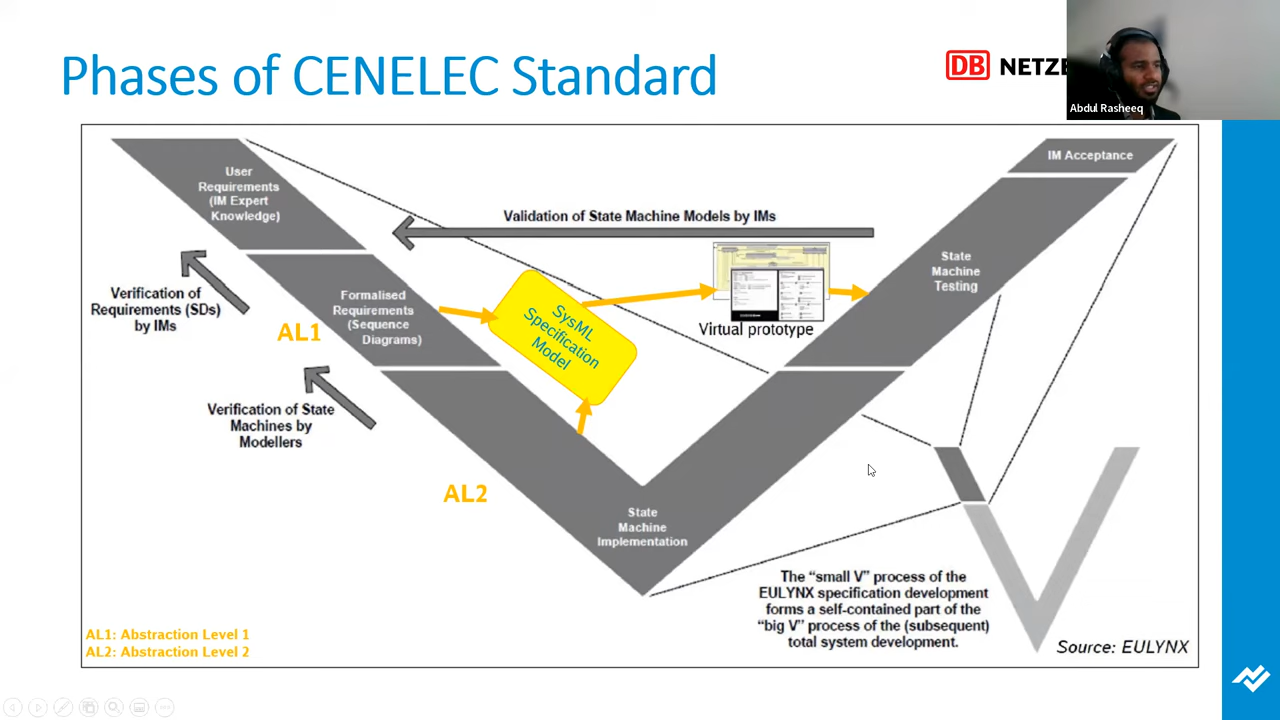 Phases of CENELEC Standard
DB NETZE
Abdul Rasheeq
User
Requirements
(IM Expert
Knowledge)
IM Acceptance
Validation of State Machine Models by IMs
Verification of
Requirements (SDs)
by IMs
AL1
Formalised
Requirements
(Sequence
Diagrams)
SysML
Specification
Model
Virtual prototype
State
Machine
Testing
Verification of State
Machines by
Modellers
AL2
State
Machine
Implementation
The “small V” process of the
EULYNX specification development
forms a self-contained part of the
“big V” process of the (subsequent)
total system development.
Source: EULYNX
AL1: Abstraction Level 1
AL2: Abstraction Level 2